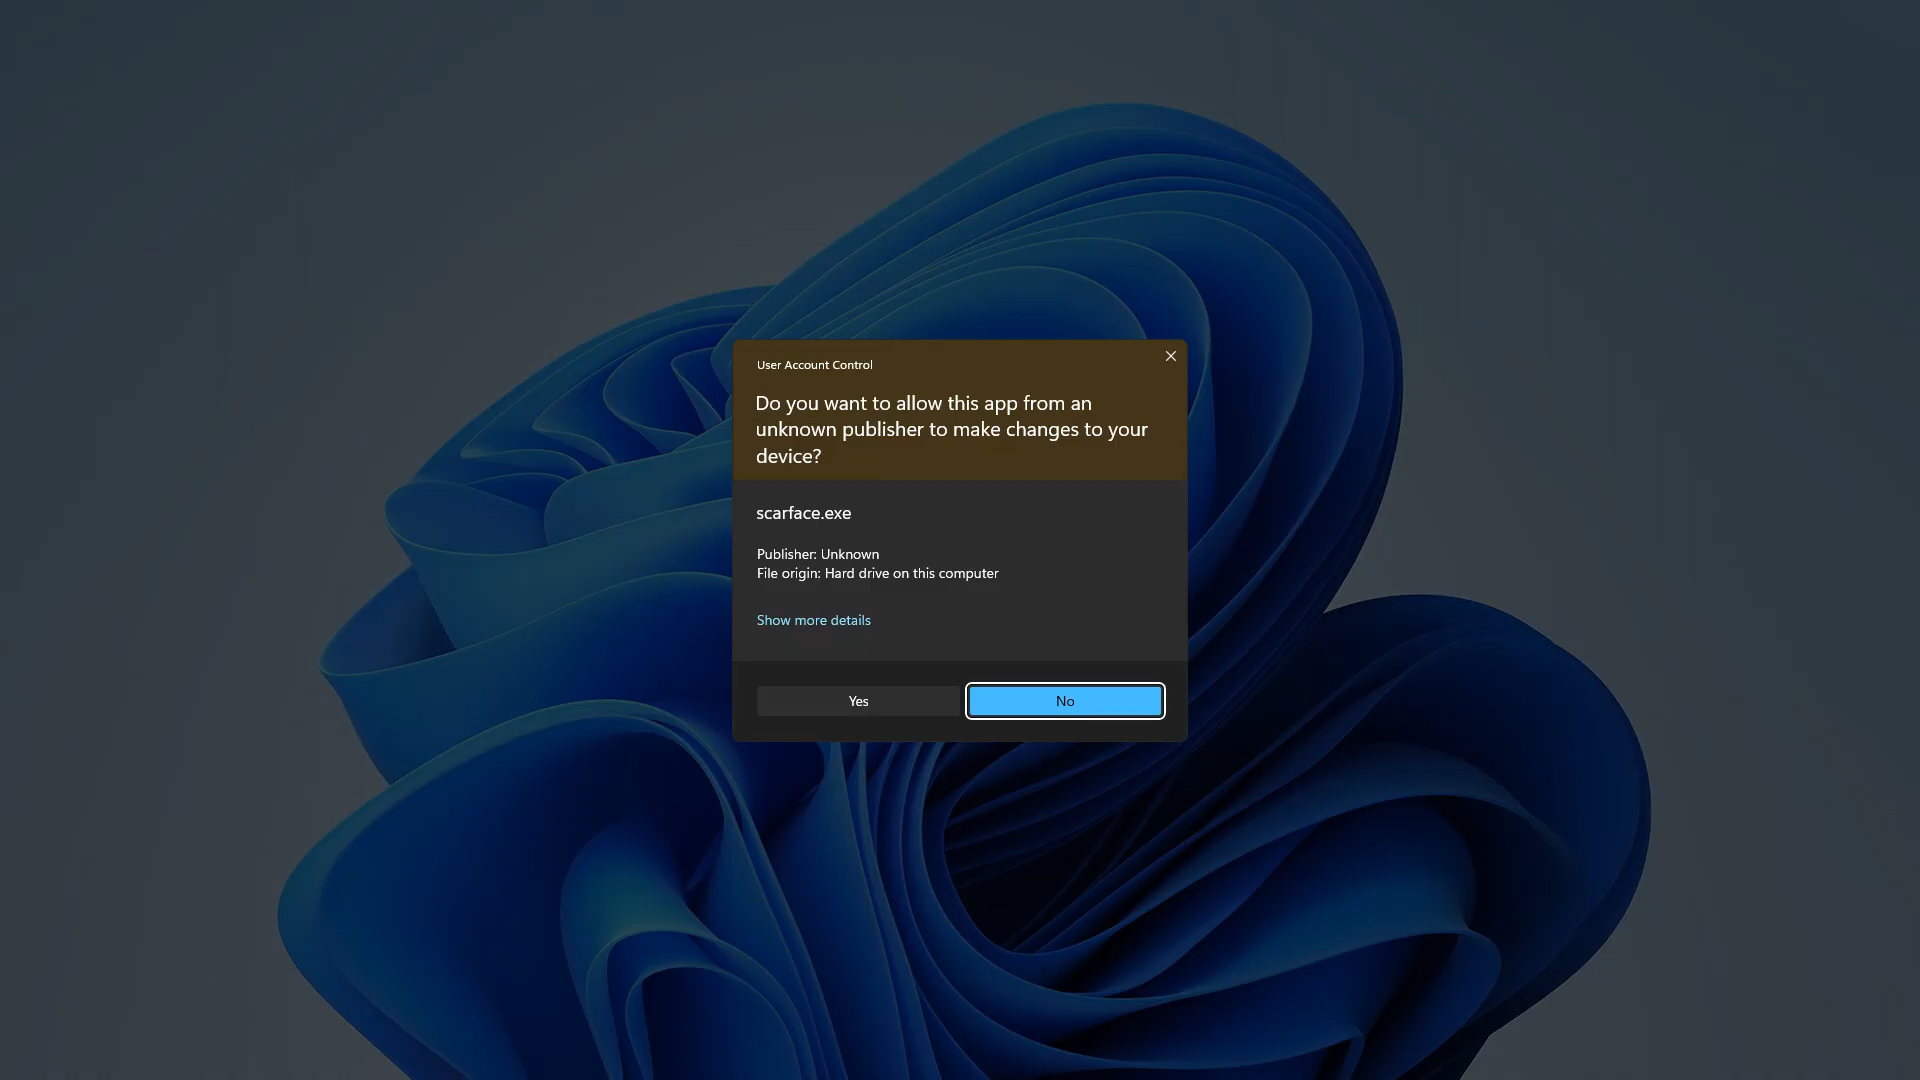 User Account Control
Do you want to allow this app from an
unknown publisher to make changes to your
device?
scarface.exe
Publisher: Unknown
File origin: Hard drive on this computer
Show more details
Yes
No